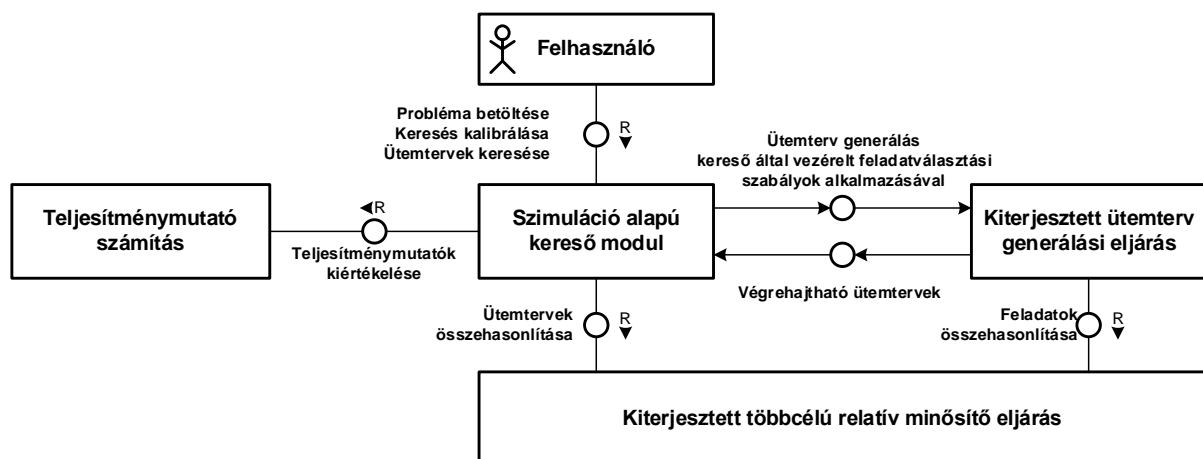 Felhasználó
Probléma betöltése
Keresés kalibrálása
Ütemtervek keresése
R
Ütemterv generálás
kereső által vezérelt feladatválasztási
szabályok alkalmazásával
Teljesítménymutató
számítás
R
Teljesítménymutatók
kiértékelése
Szimuláció alapú
kereső modul
Végrehajtható ütemtervek
Kiterjesztett ütemterv
generálási eljárás
Ütemtervek
összehasonlítása
R
Feladatok
összehasonlítása
R
Kiterjesztett többcélú relatív minősítő eljárás